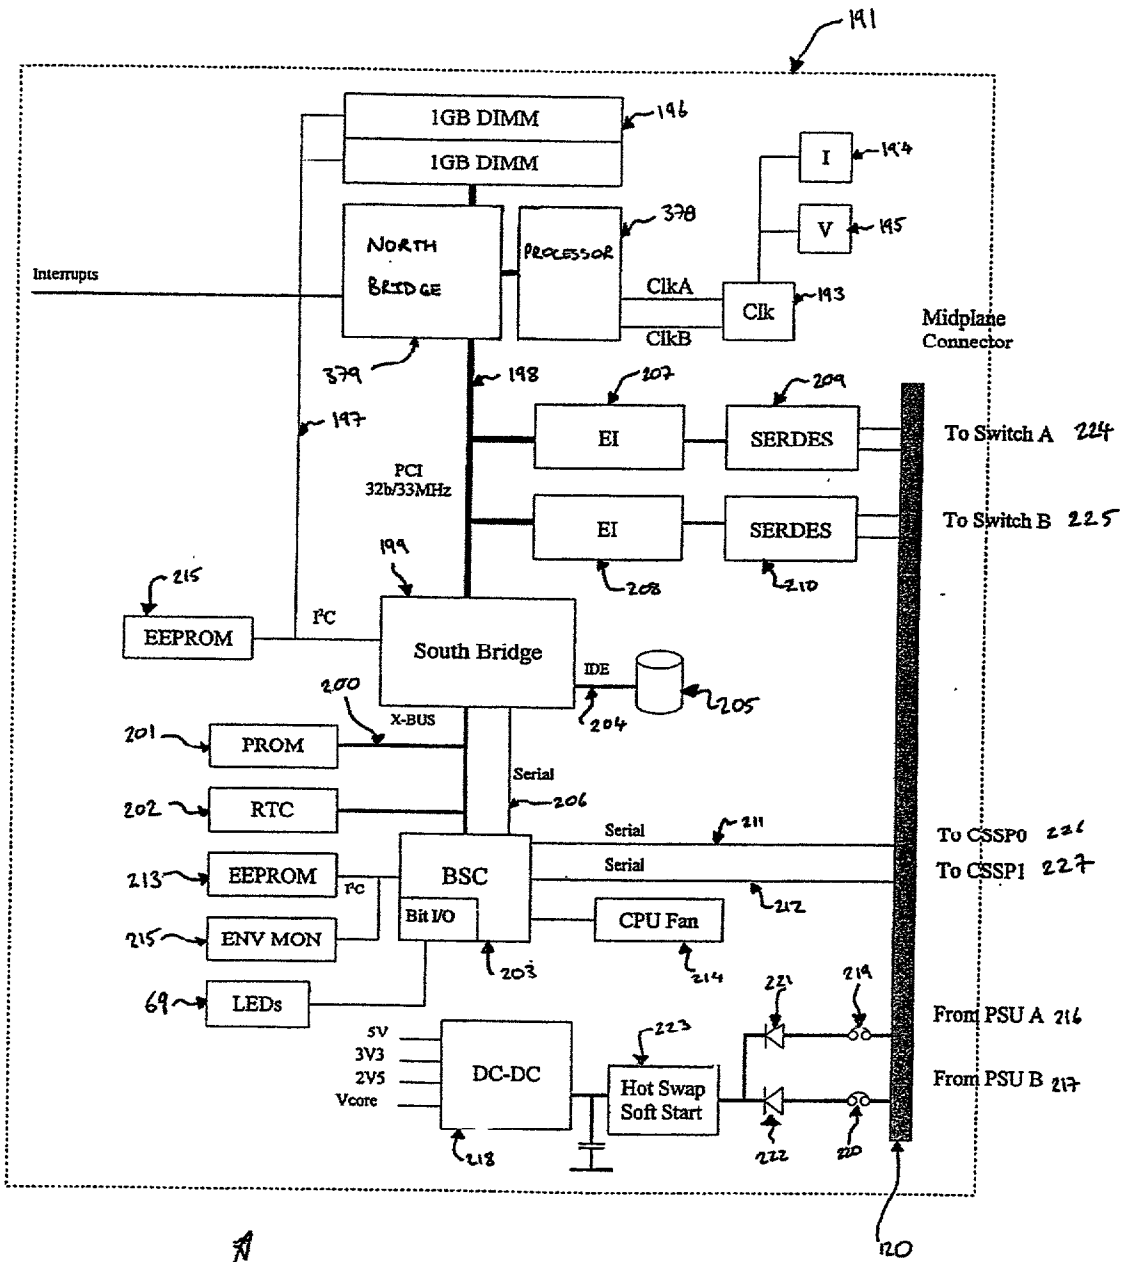 191
1GB DIMM
196
1GB DIMM
I
194
V
195
378
NORTH
BRIDGE
PROCESSOR
Interrupts
ClkA
ClkB
Clk
193
Midplane
Connector
379
198
197
207
209
EI
SERDES
To Switch A 224
PCI
32b/33MHz
EI
SERDES
To Switch B 225
199
208
210
215
EEPROM
I²C
South Bridge
IDE
204
205
200
X-BUS
201
PROM
Serial
206
202
RTC
Serial
211
To CSSP0 226
213
EEPROM
I²C
BSC
Serial
212
To CSSP1 227
Bit I/O
215
ENV MON
CPU Fan
203
214
69
LEDs
221
219
From PSU A 216
5V
3V3
2V5
Vcore
DC-DC
223
Hot Swap
Soft Start
From PSU B 217
218
222
220
120